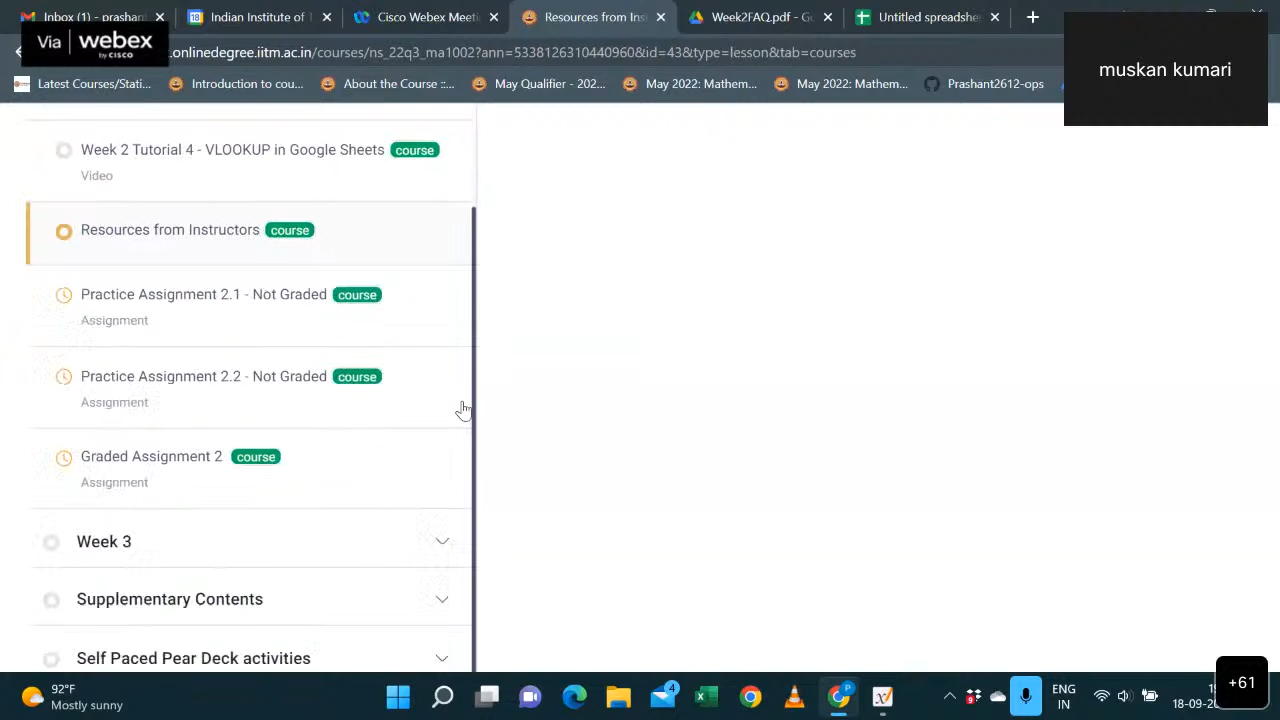 Indian Institute of T
Cisco Webex Meeti
Resources from Ins
Week2FAQ.pdf - G
Untitled spreadshe
Via | webex
by CISCO
.onlinedegree.iitm.ac.in/courses/ns_22q3_ma1002?ann=5338126310440960&id=43&type=lesson&tab=courses
Latest Courses/Stati...
Introduction to cou...
About the Course ::...
May Qualifier - 202...
May 2022: Mathem...
May 2022: Mathem...
Prashant2612-ops
muskan kumari
Week 2 Tutorial 4 - VLOOKUP in Google Sheets course
Video
Resources from Instructors course
Practice Assignment 2.1 - Not Graded course
Assignment
Practice Assignment 2.2 - Not Graded course
Assignment
Graded Assignment 2 course
Assignment
Week 3
Supplementary Contents
Self Paced Pear Deck activities
+61
92°F
Mostly sunny
4
P
ENG
IN
18-09-20